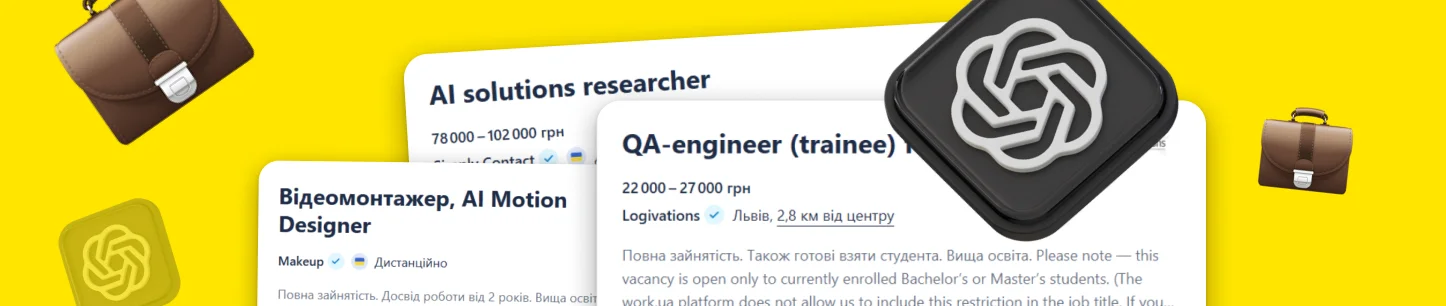 AI solutions researcher
78 000 – 102 000 грн
Contact
Відеомонтажер, AI Motion
Designer
Makeup Дистанційно
Повна зайнятість. Досвід роботи від 2 років. Вища
QA-engineer (trainee)
22 000 – 27 000 грн
Logivations Львів, 2,8 км від центру
Повна зайнятість. Також готові взяти студента. Вища освіта. Please note — this
vacancy is open only to currently enrolled Bachelor’s or Master’s students. (The
work.ua platform does not allow us to include this restriction in the job title. If you...